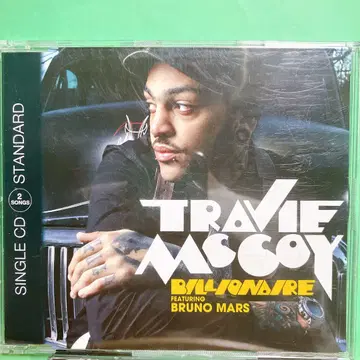 SINGLE CD 2 SONGS STANDARD
TRAVIE
McCOY
BILLIONAIRE
FEATURING
BRUNO MARS